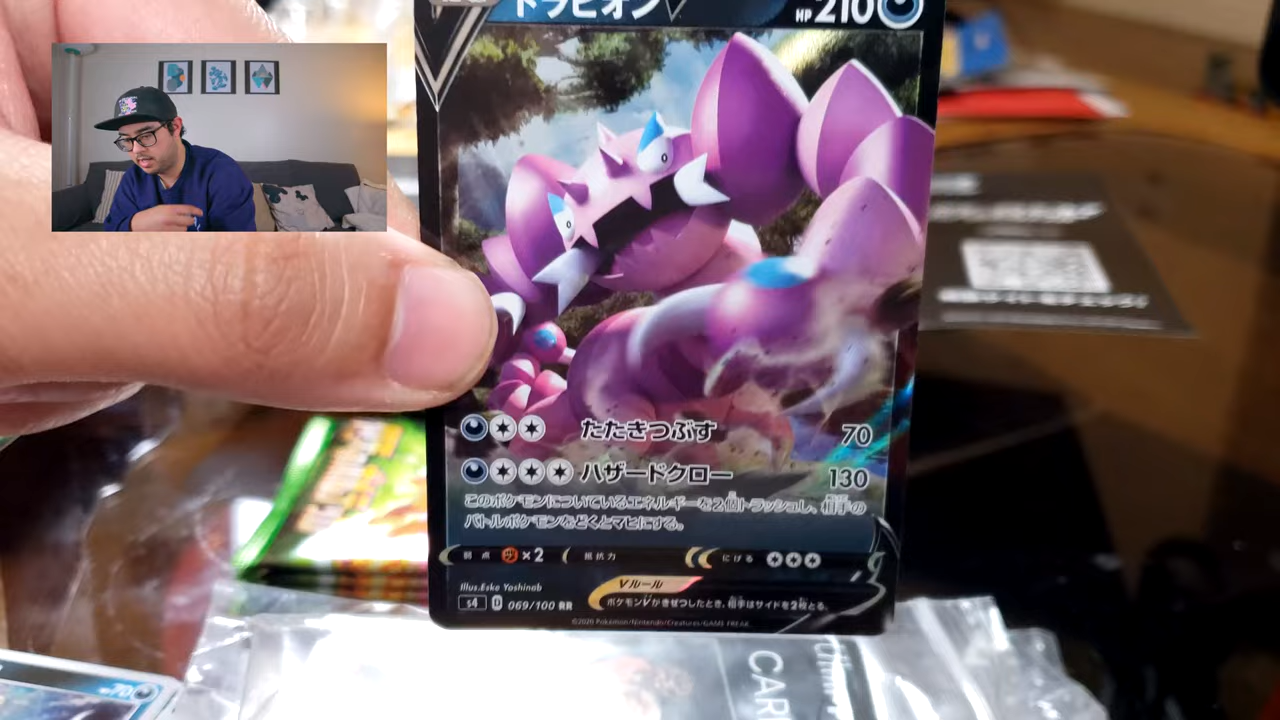 ドラピオンV
HP210
たたきつぶす 70
ハザードクロー 130
このポケモンについているエネルギーを2個トラッシュし、相手の
バトルポケモンをどくとマヒにする。
弱点 ×2 抵抗力 にげる
Illus.Eske Yoshinob
Vルール
s4 D 069/100 RR
ポケモンVがきぜつしたとき、相手はサイドを2枚とる。
©2020 Pokémon/Nintendo/Creatures/GAME FREAK
70